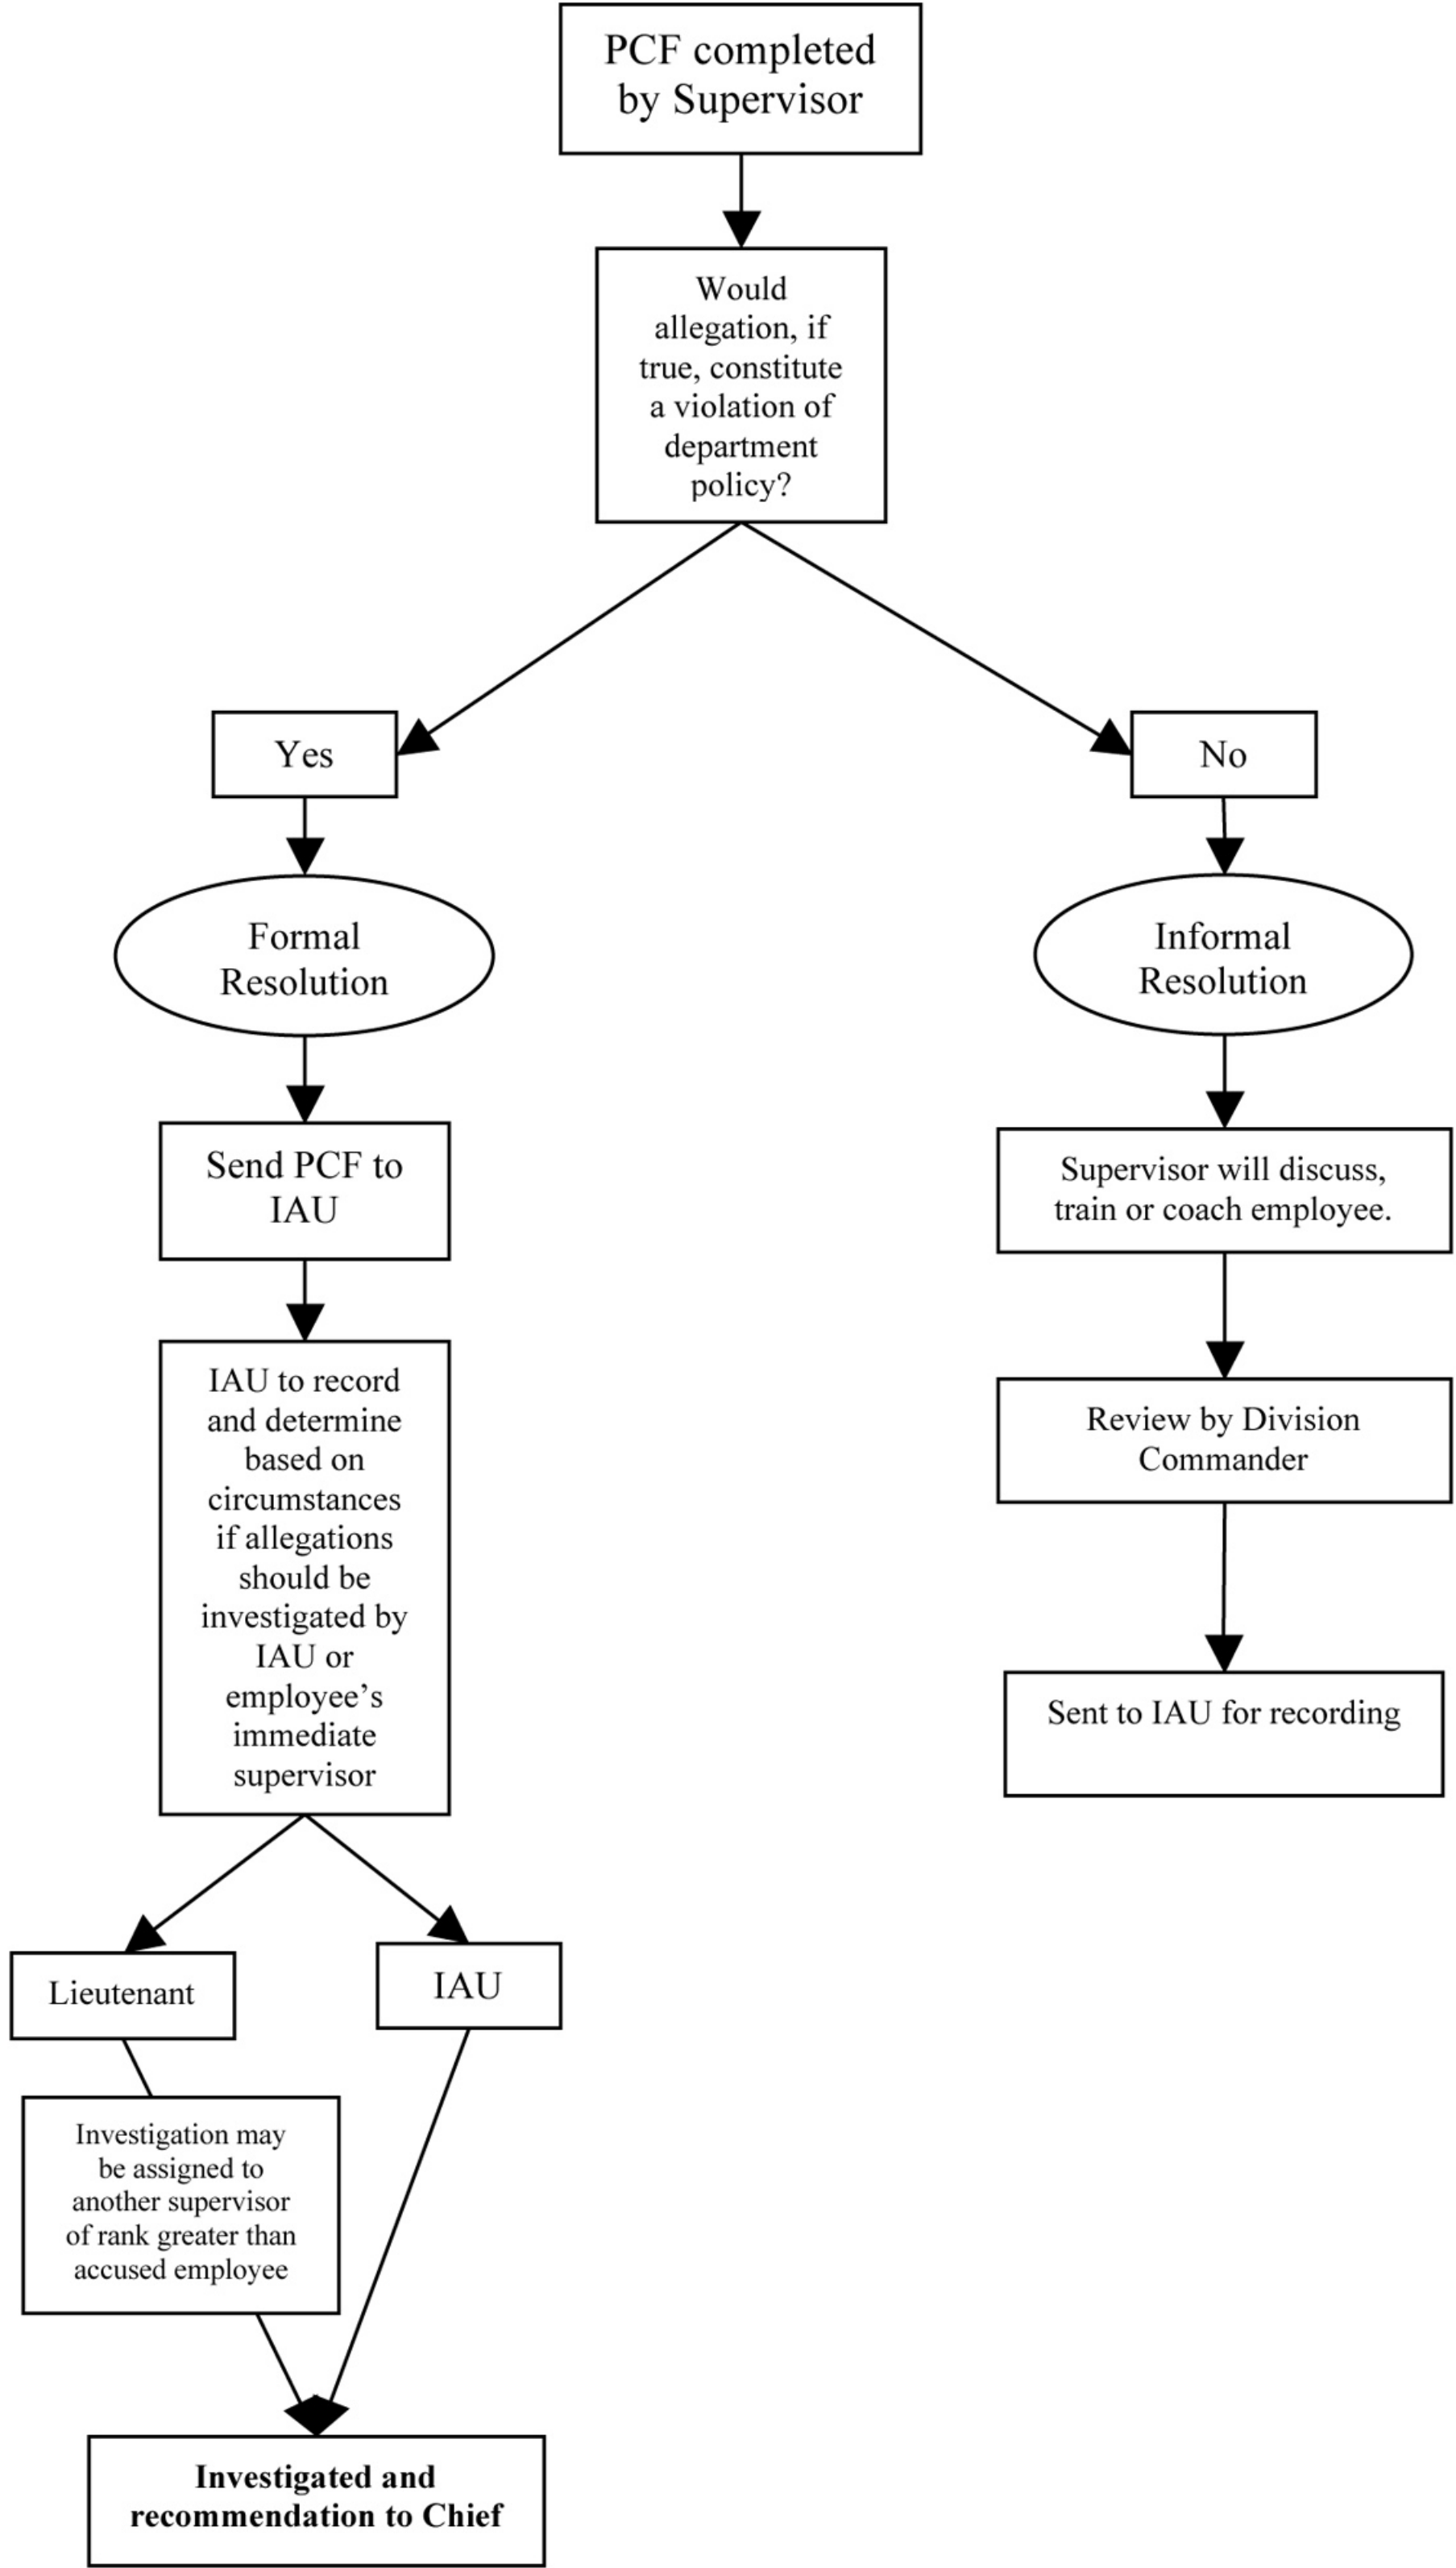 PCF completed
by Supervisor
Would
allegation, if
true, constitute
a violation of
department
policy?
Yes
No
Formal
Resolution
Informal
Resolution
Send PCF to
IAU
Supervisor will discuss,
train or coach employee.
IAU to record
and determine
based on
circumstances
if allegations
should be
investigated by
IAU or
employee’s
immediate
supervisor
Review by Division
Commander
Sent to IAU for recording
Lieutenant
IAU
Investigation may
be assigned to
another supervisor
of rank greater than
accused employee
Investigated and
recommendation to Chief